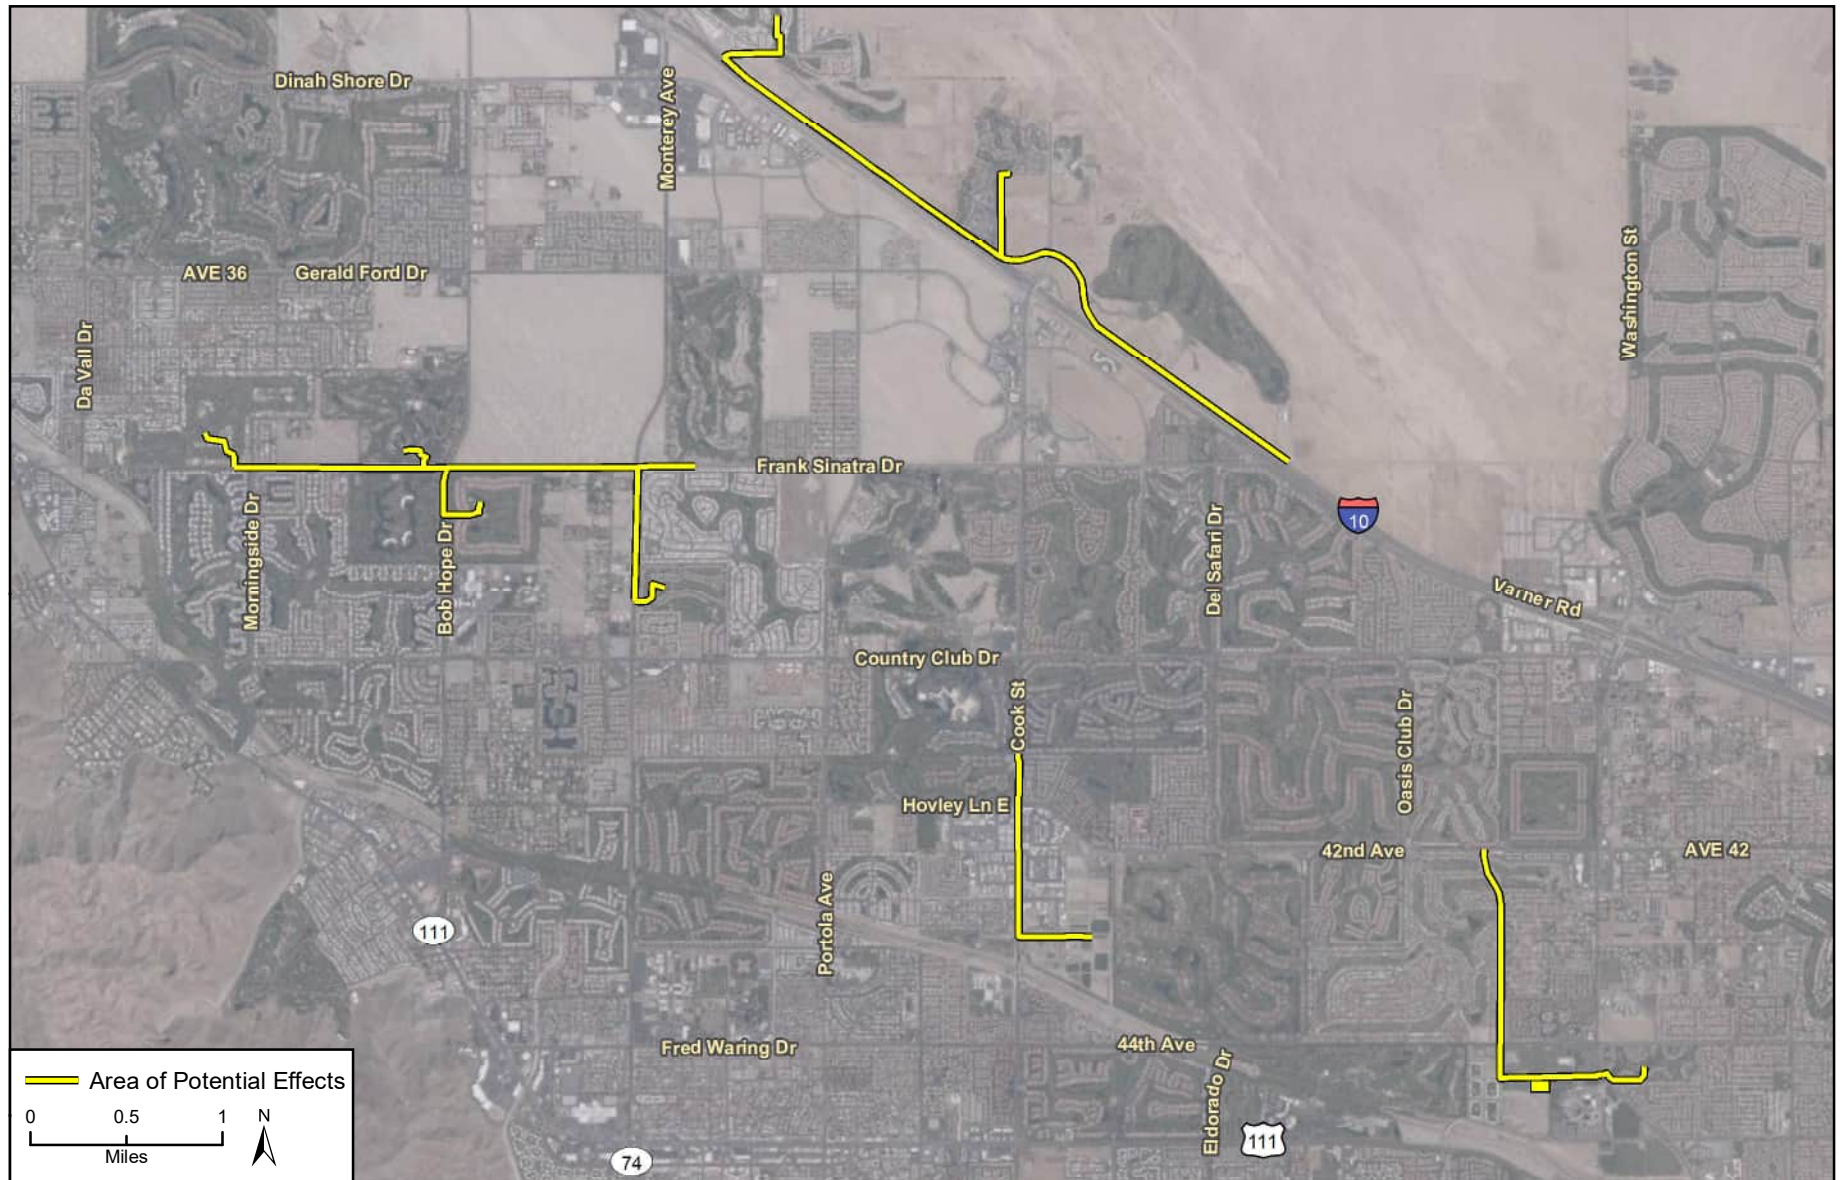 Dinah Shore Dr
Monterey Ave
AVE 36
Gerald Ford Dr
Washington St
Da Vall Dr
Frank Sinatra Dr
Morningside Dr
Bob Hope Dr
Del Safari Dr
10
Varner Rd
Country Club Dr
Cook St
Oasis Club Dr
Hovley Ln E
42nd Ave
AVE 42
Portola Ave
111
Fred Waring Dr
44th Ave
Eldorado Dr
111
74
Area of Potential Effects
0 0.5 1 N
Miles